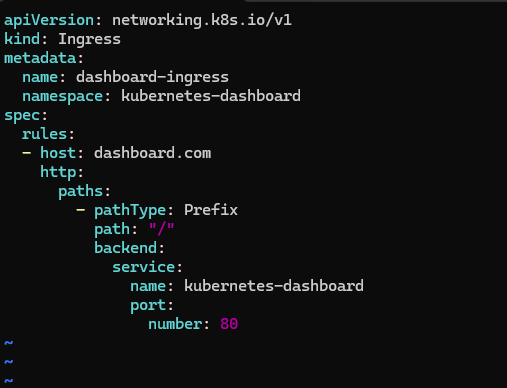 apiVersion: networking.k8s.io/v1
kind: Ingress
metadata:
  name: dashboard-ingress
  namespace: kubernetes-dashboard
spec:
  rules:
  - host: dashboard.com
    http:
      paths:
        - pathType: Prefix
          path: "/"
          backend:
            service:
              name: kubernetes-dashboard
              port:
                number: 80
~
~
~